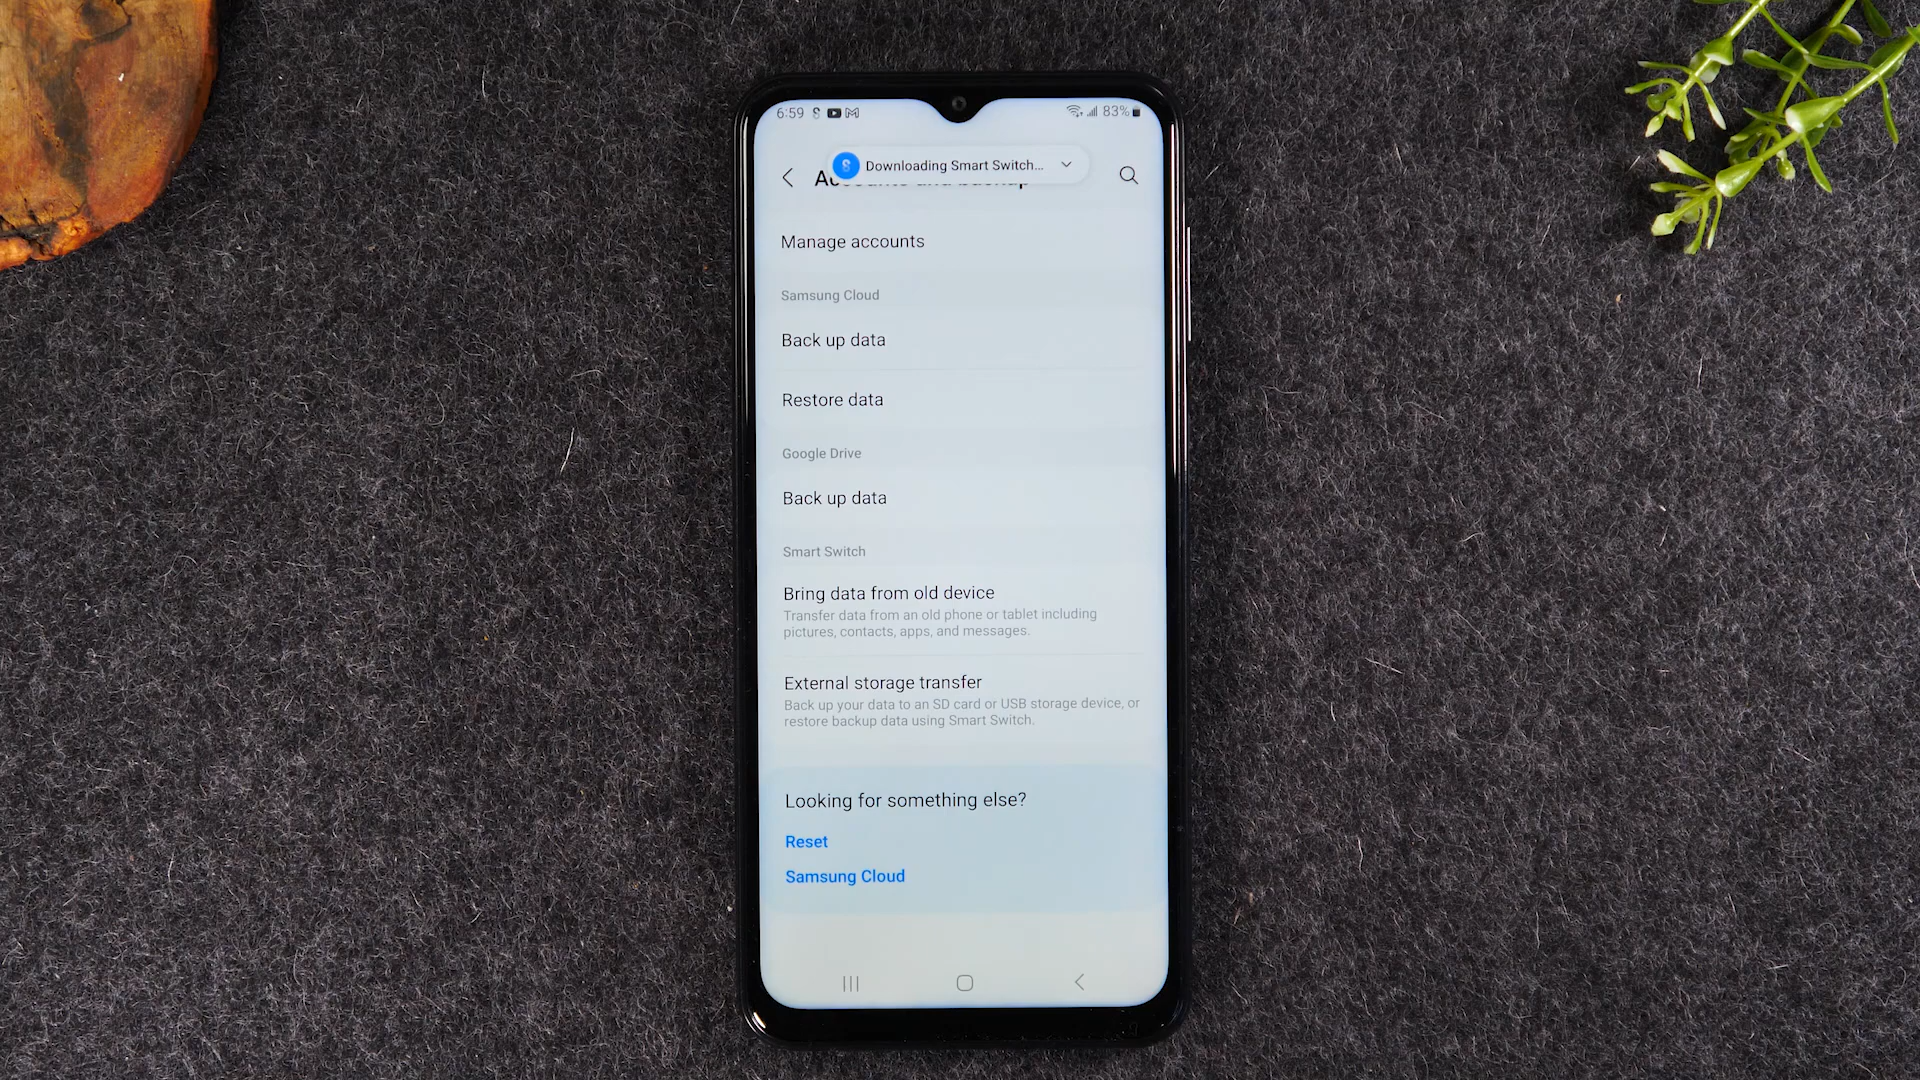 6:59
83%
Downloading Smart Switch...
Accounts and backup
Manage accounts
Samsung Cloud
Back up data
Restore data
Google Drive
Back up data
Smart Switch
Bring data from old device
Transfer data from an old phone or tablet including
pictures, contacts, apps, and messages.
External storage transfer
Back up your data to an SD card or USB storage device, or
restore backup data using Smart Switch.
Looking for something else?
Reset
Samsung Cloud